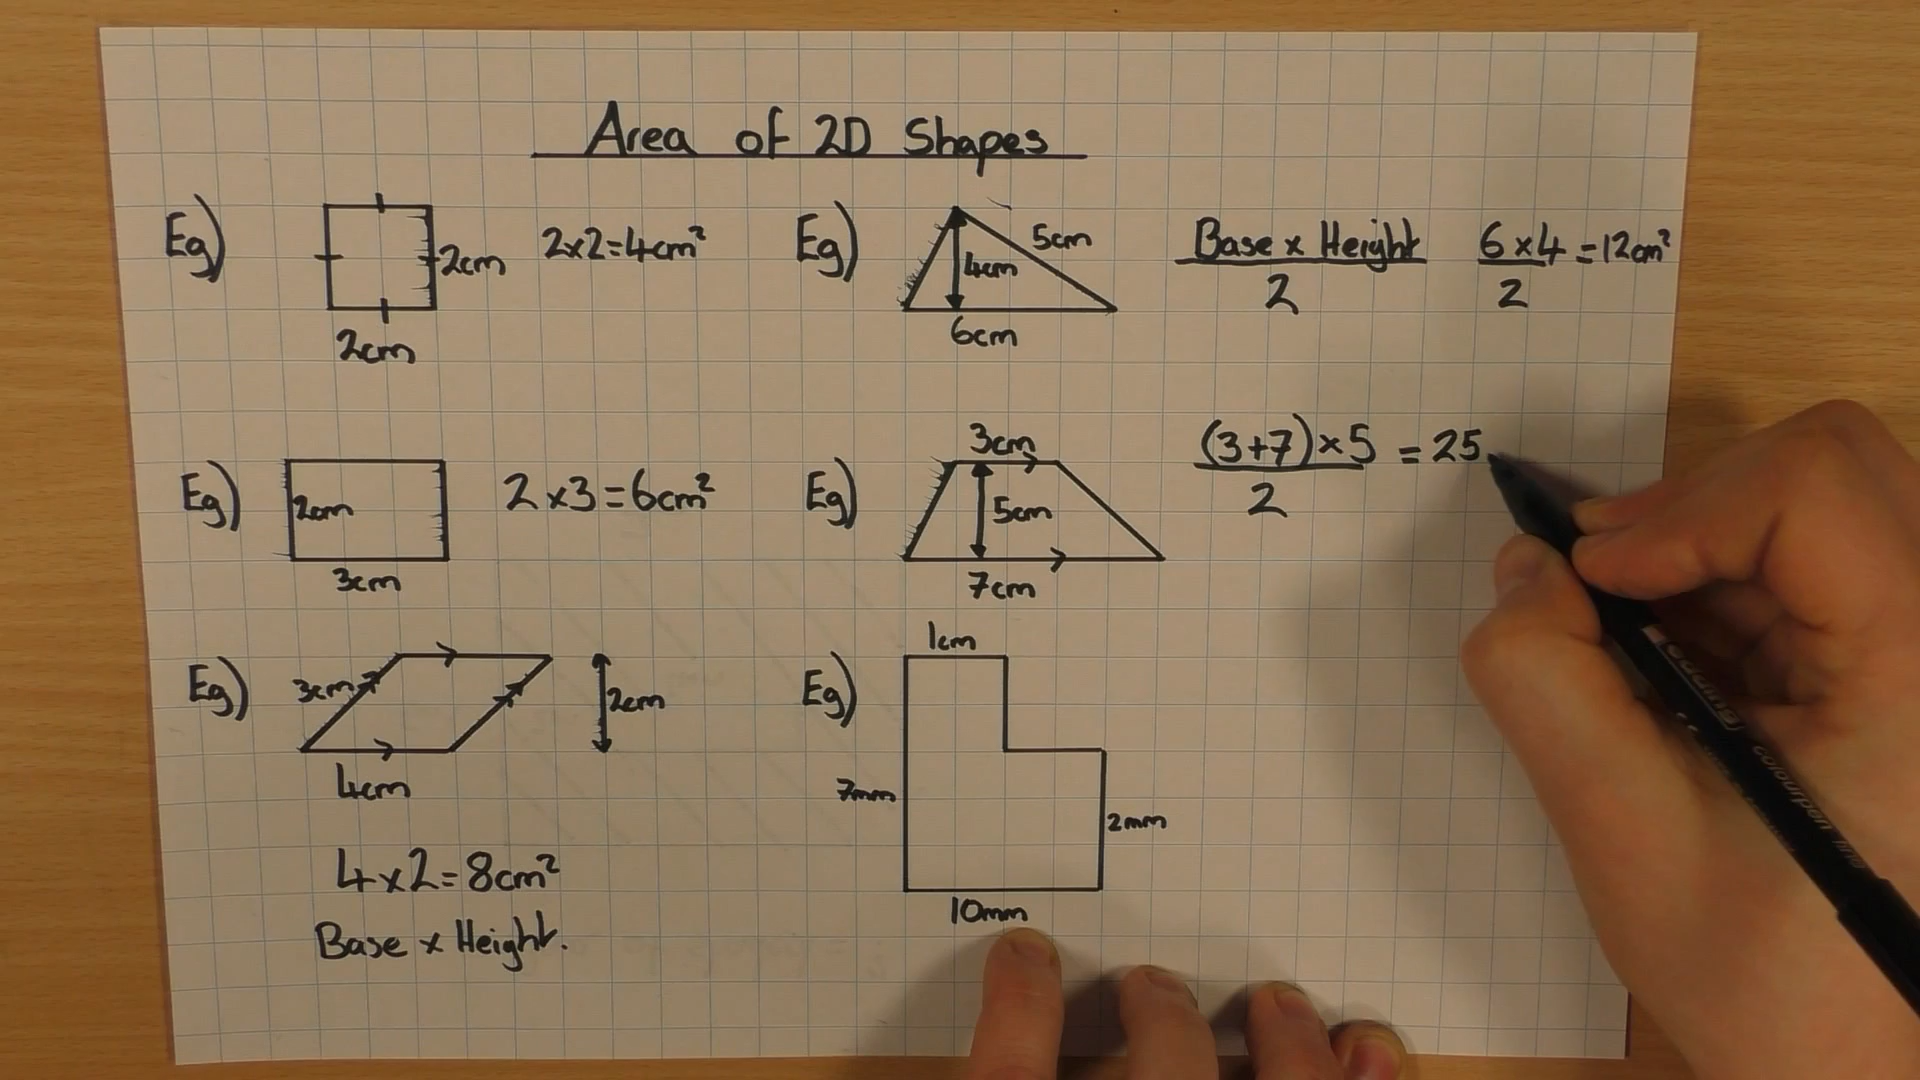 Area of 2D Shapes
Eg)
2cm
2cm
2x2=4cm²
Eg)
5cm
4cm
6cm
Base x Height
2
6x4=12cm²
2
Eg)
2cm
3cm
2x3=6cm²
Eg)
3cm
5cm
7cm
(3+7)x5 = 25
2
Eg)
3cm
2cm
4cm
4x2=8cm²
Base x Height.
Eg)
1cm
7mm
2mm
10mm
colourpen